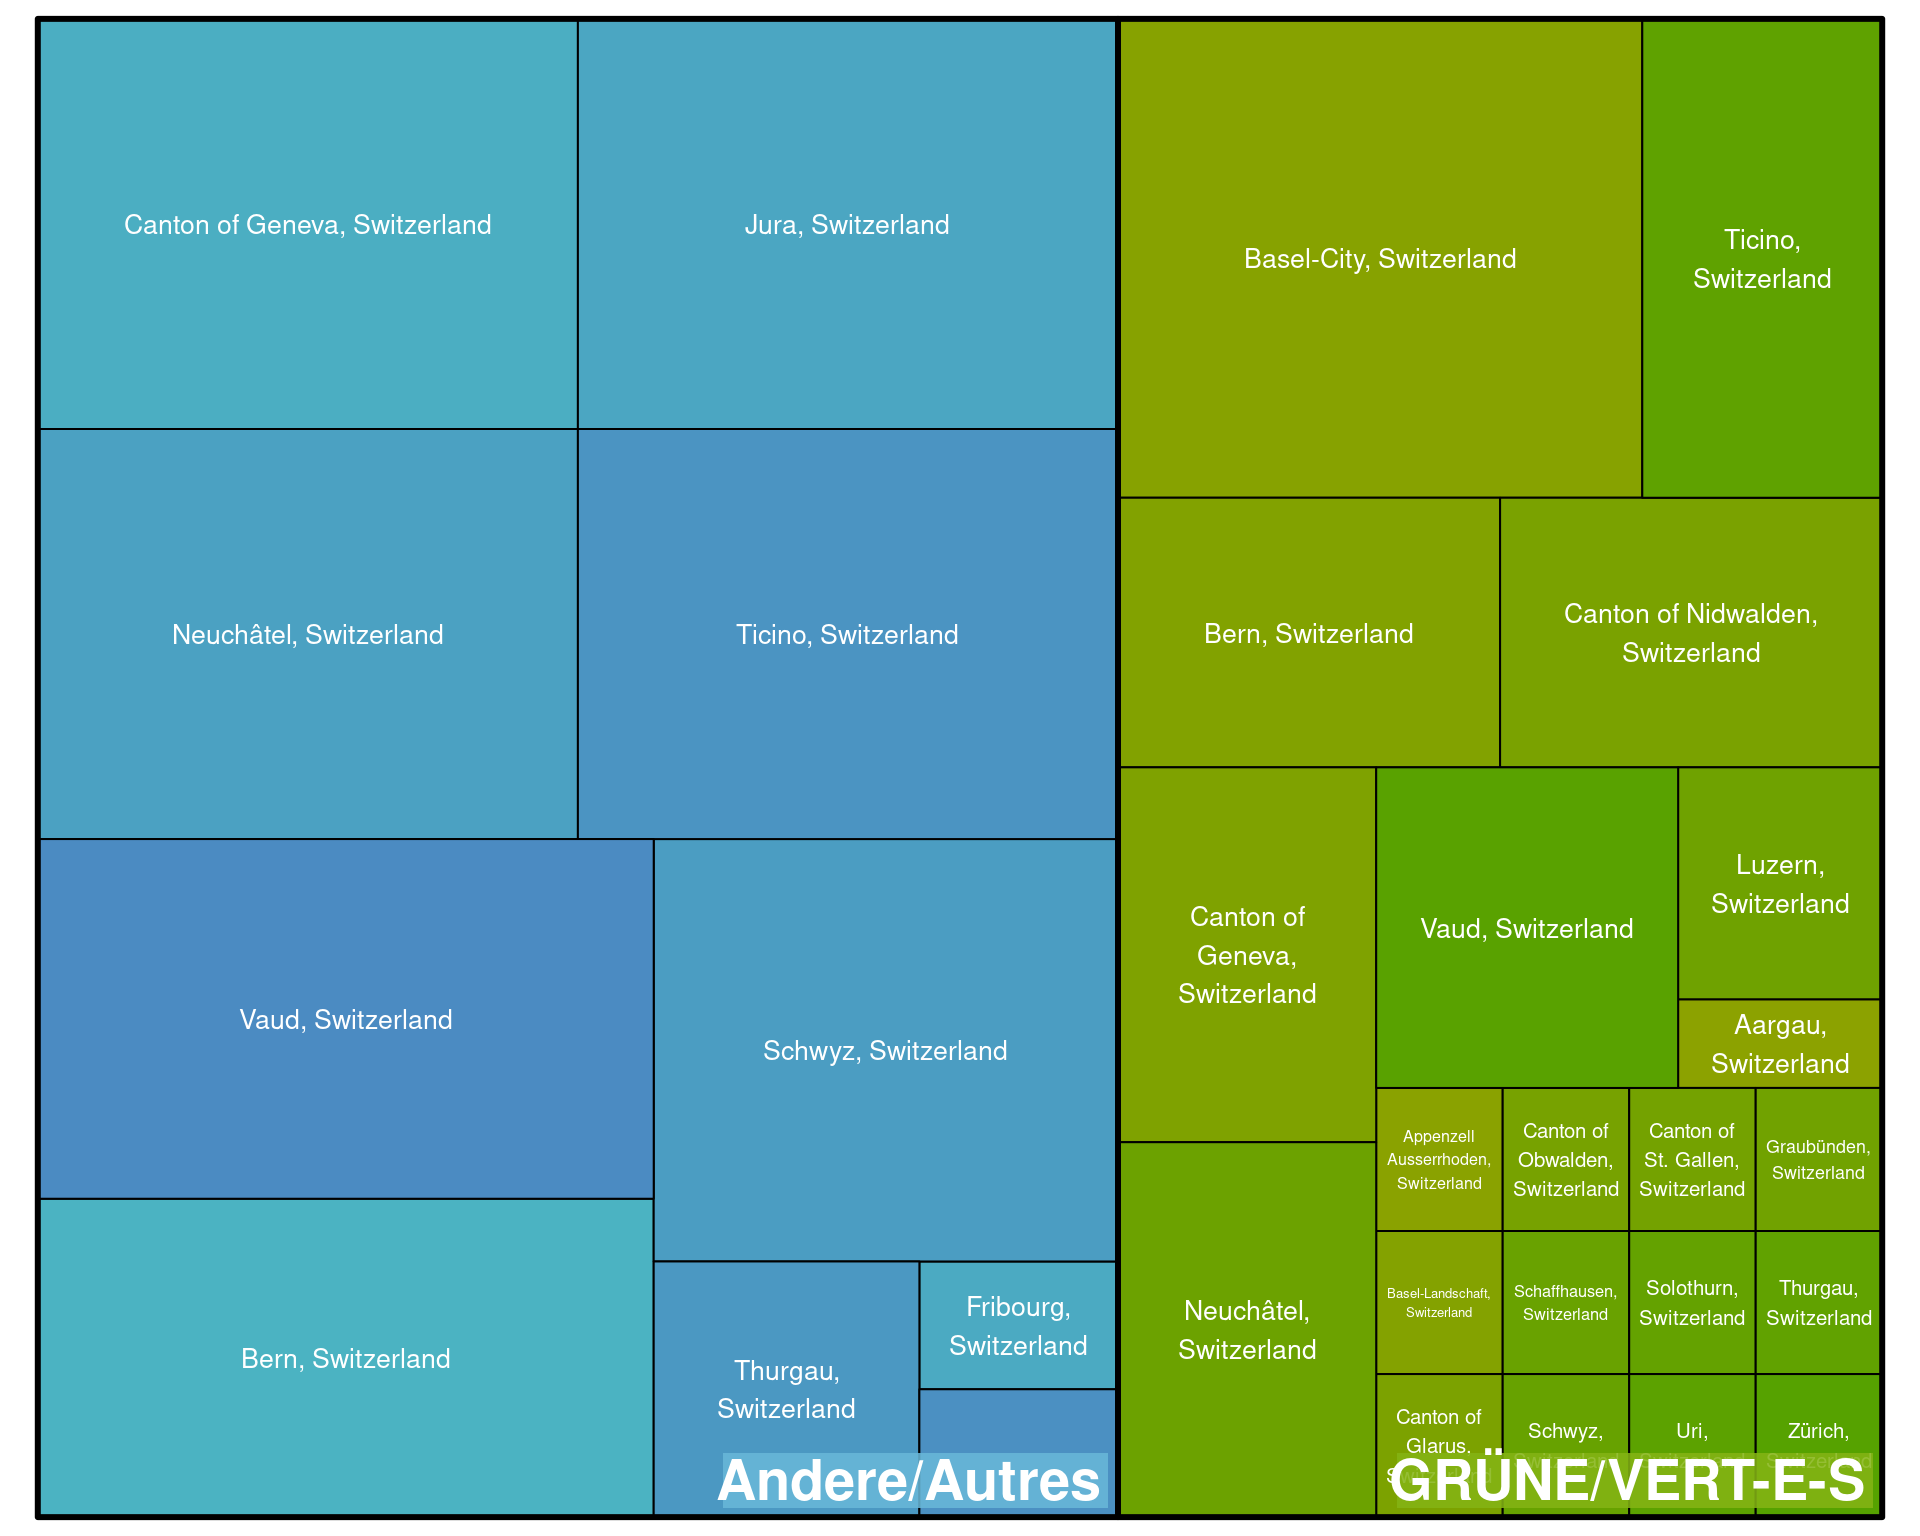 Canton of Geneva, Switzerland
Jura, Switzerland
Neuchâtel, Switzerland
Ticino, Switzerland
Vaud, Switzerland
Schwyz, Switzerland
Bern, Switzerland
Thurgau,
Switzerland
Fribourg,
Switzerland
Andere/Autres
Basel-City, Switzerland
Ticino,
Switzerland
Bern, Switzerland
Canton of Nidwalden,
Switzerland
Canton of
Geneva,
Switzerland
Vaud, Switzerland
Luzern,
Switzerland
Aargau,
Switzerland
Neuchâtel,
Switzerland
Appenzell
Ausserrhoden,
Switzerland
Canton of
Obwalden,
Switzerland
Canton of
St. Gallen,
Switzerland
Graubünden,
Switzerland
Basel-Landschaft,
Switzerland
Schaffhausen,
Switzerland
Solothurn,
Switzerland
Thurgau,
Switzerland
Canton of
Glarus,
Schwyz,
Uri,
Zürich,
GRÜNE/VERT-E-S